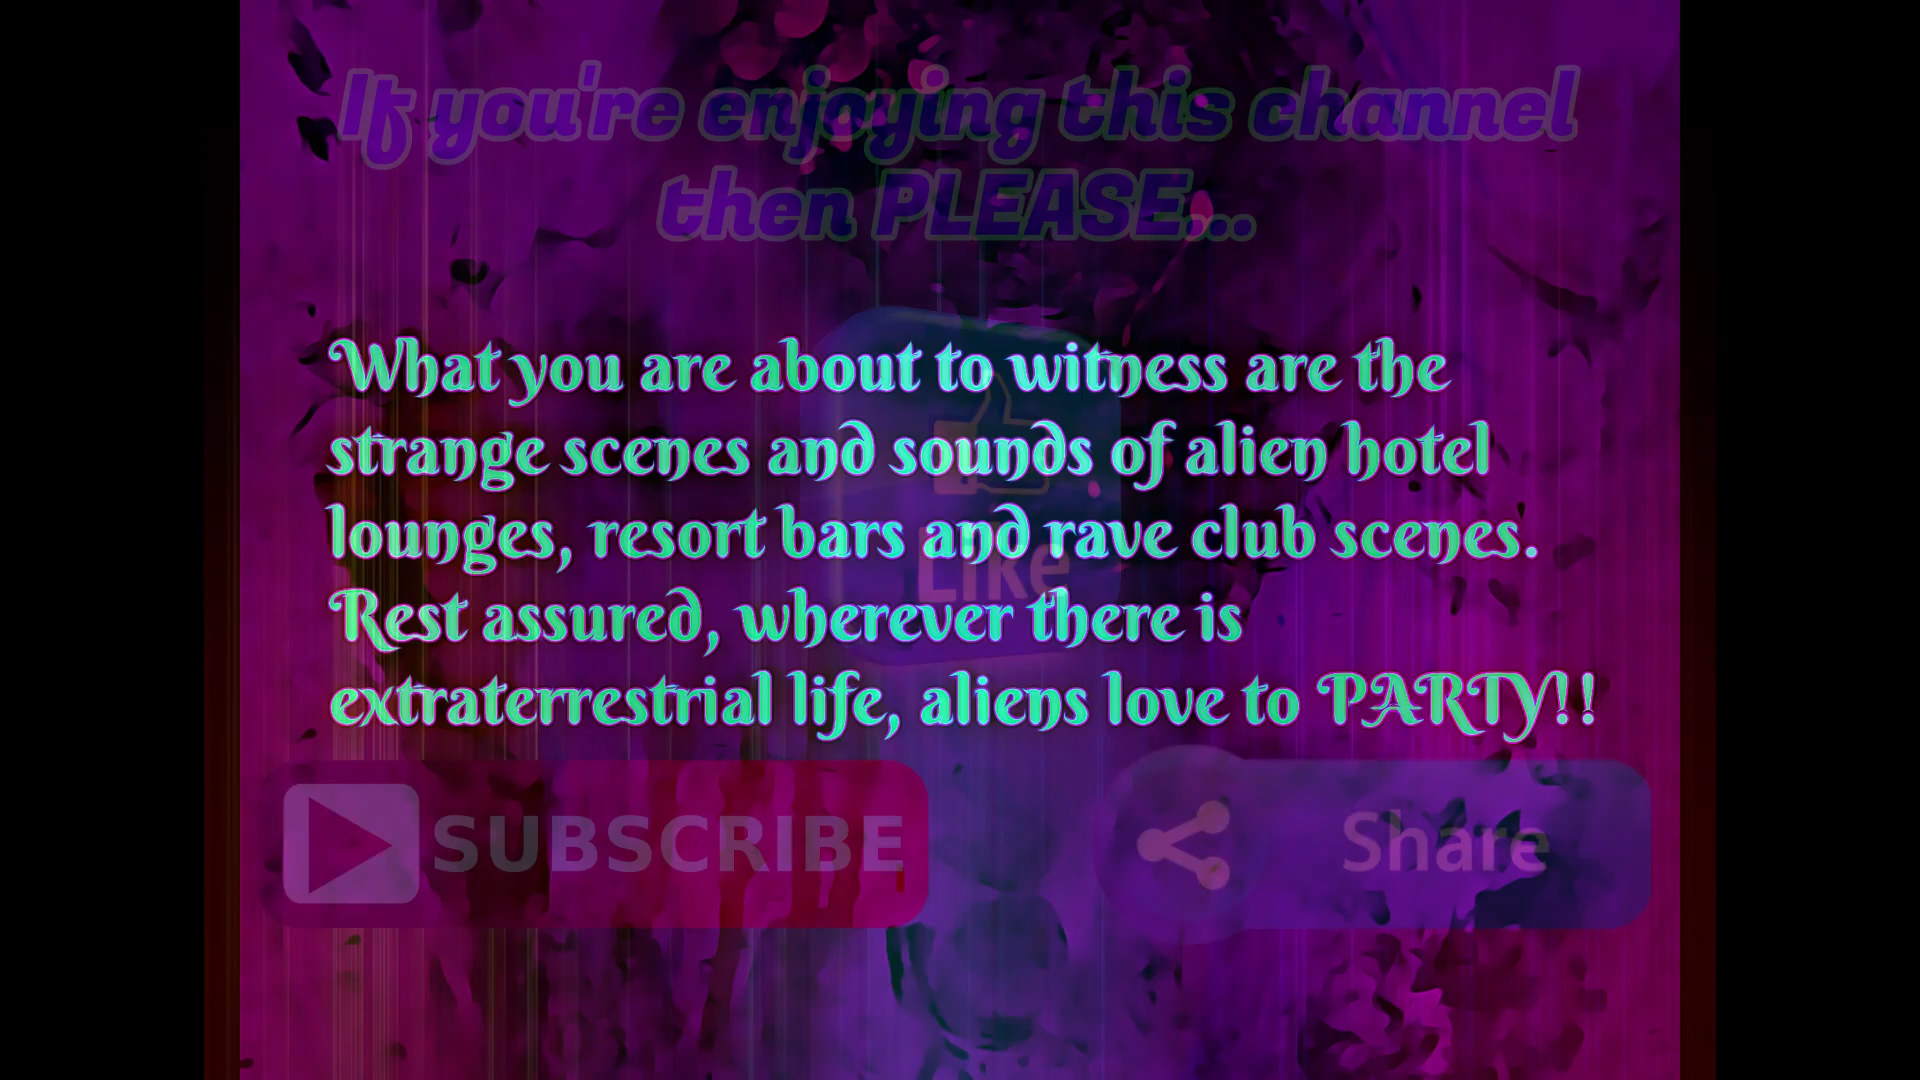 If you're enjoying this channel
then PLEASE...
What you are about to witness are the
strange scenes and sounds of alien hotel
lounges, resort bars and rave club scenes.
Like
Rest assured, wherever there is
extraterrestrial life, aliens love to PARTY!!
SUBSCRIBE
Share